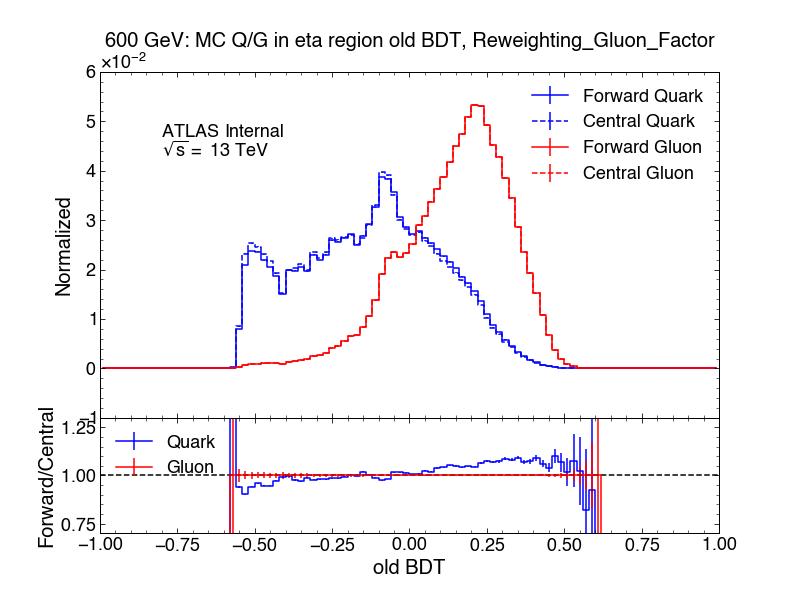 600 GeV: MC Q/G in eta region old BDT, Reweighting_Gluon_Factor
×10⁻²
6
5
4
3
2
1
0
−1
Normalized
ATLAS Internal
√s = 13 TeV
Forward Quark
Central Quark
Forward Gluon
Central Gluon
1.25
1.00
0.75
Forward/Central
Quark
Gluon
−1.00 −0.75 −0.50 −0.25 0.00 0.25 0.50 0.75 1.00
old BDT